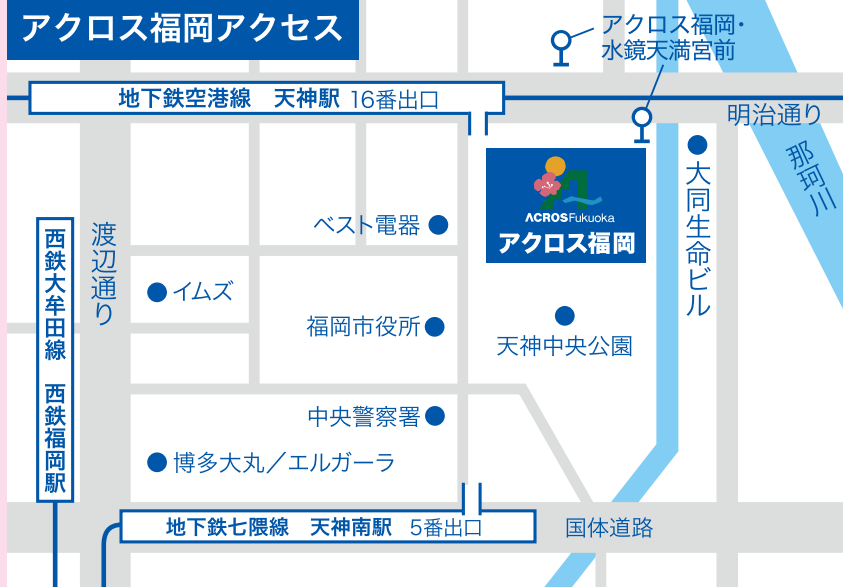 アクロス福岡アクセス
アクロス福岡・
水鏡天満宮前
地下鉄空港線　天神駅 16番出口
明治通り
那珂川
大同生命ビル
ACROS Fukuoka
アクロス福岡
ベスト電器
渡辺通り
西鉄大牟田線　西鉄福岡駅
イムズ
福岡市役所
天神中央公園
中央警察署
博多大丸／エルガーラ
地下鉄七隈線　天神南駅　5番出口
国体道路